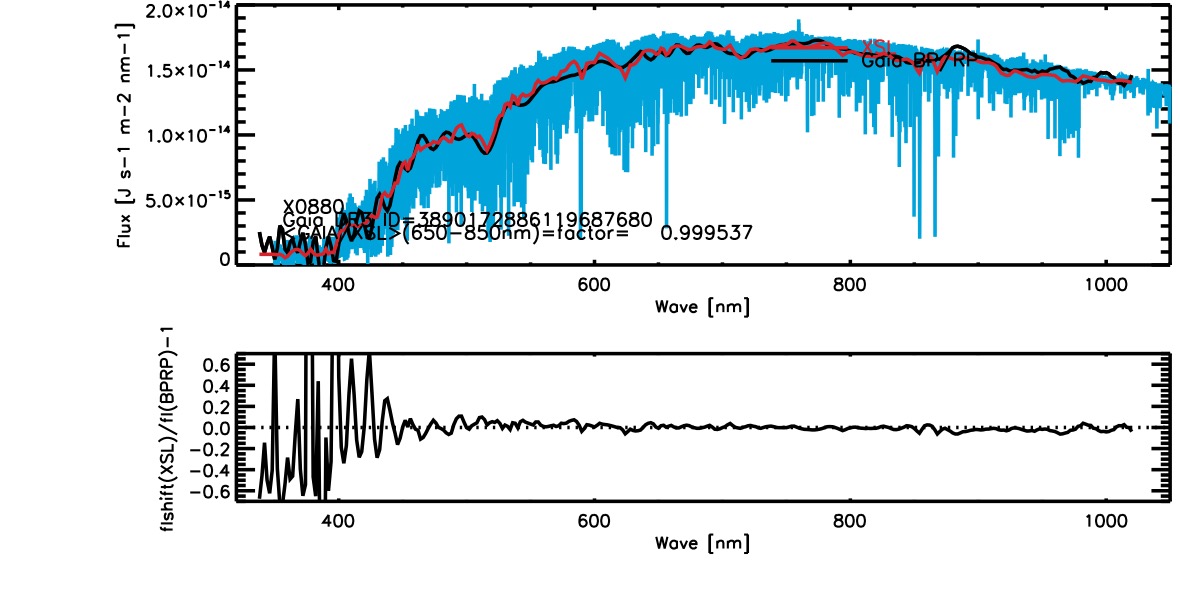 2.0×10−14
1.5×10−14
1.0×10−14
5.0×10−15
0
Flux [J s−1 m−2 nm−1]
XSL
Gaia BP/RP
X0880
Gaia DR3 ID=3890172886119687680
<GAIA/XSL>(650−850nm)=factor= 0.999537
400 600 800 1000
Wave [nm]
flshift(XSL)/fl(BPRP)−1
0.6
0.4
0.2
0.0
−0.2
−0.4
−0.6
400 600 800 1000
Wave [nm]